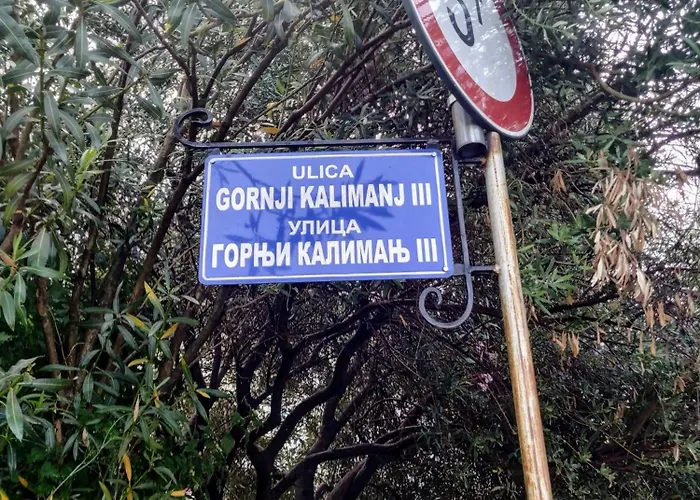 ULICA
GORNJI KALIMANJ III
УЛИЦА
ГОРЊИ КАЛИМАЊ III